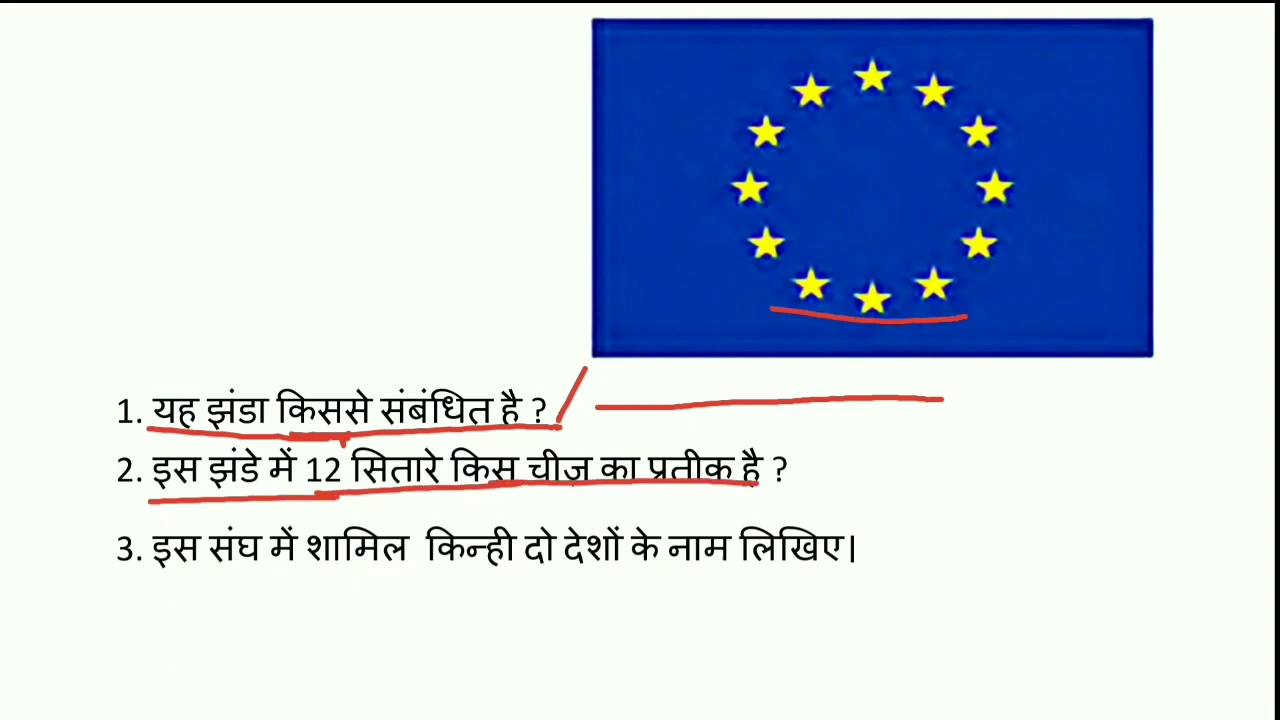 1. यह झंडा किससे संबंधित है ?
2. इस झंडे में 12 सितारे किस चीज़ का प्रतीक है ?
3. इस संघ में शामिल किन्ही दो देशों के नाम लिखिए।